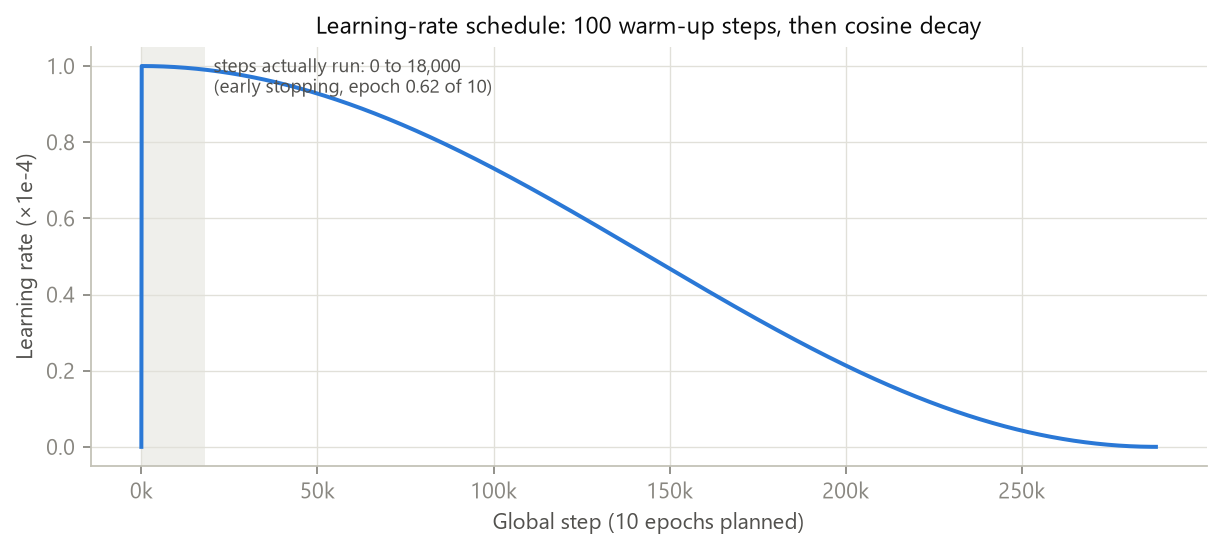 Learning-rate schedule: 100 warm-up steps, then cosine decay
steps actually run: 0 to 18,000
(early stopping, epoch 0.62 of 10)
Learning rate (×1e-4)
1.0
0.8
0.6
0.4
0.2
0.0
0k 50k 100k 150k 200k 250k
Global step (10 epochs planned)